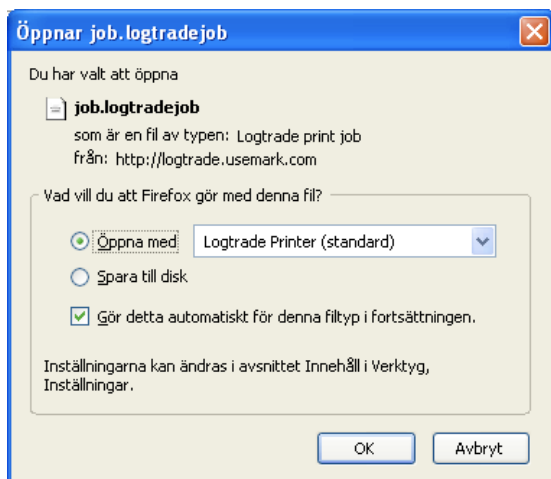 Öppnar job.logtradejob
Du har valt att öppna
job.logtradejob
som är en fil av typen: Logtrade print job
från: http://logtrade.usemark.com
Vad vill du att Firefox gör med denna fil?
Öppna med Logtrade Printer (standard)
Spara till disk
Gör detta automatiskt för denna filtyp i fortsättningen.
Inställningarna kan ändras i avsnittet Innehåll i Verktyg,
Inställningar.
OK Avbryt